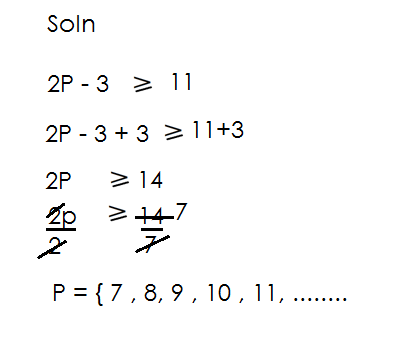 Soln
2P - 3 ⩾ 11
2P - 3 + 3 ⩾ 11+3
2P ⩾ 14
2p ⩾ 14 7
2 7
P = { 7 , 8, 9 , 10 , 11, ........